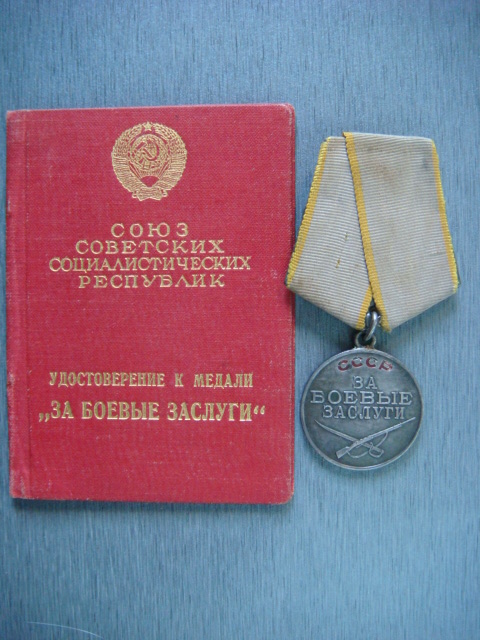 СОЮЗ
СОВЕТСКИХ
СОЦИАЛИСТИЧЕСКИХ
РЕСПУБЛИК
УДОСТОВЕРЕНИЕ К МЕДАЛИ
„ЗА БОЕВЫЕ ЗАСЛУГИ“
СССР
ЗА
БОЕВЫЕ
ЗАСЛУГИ